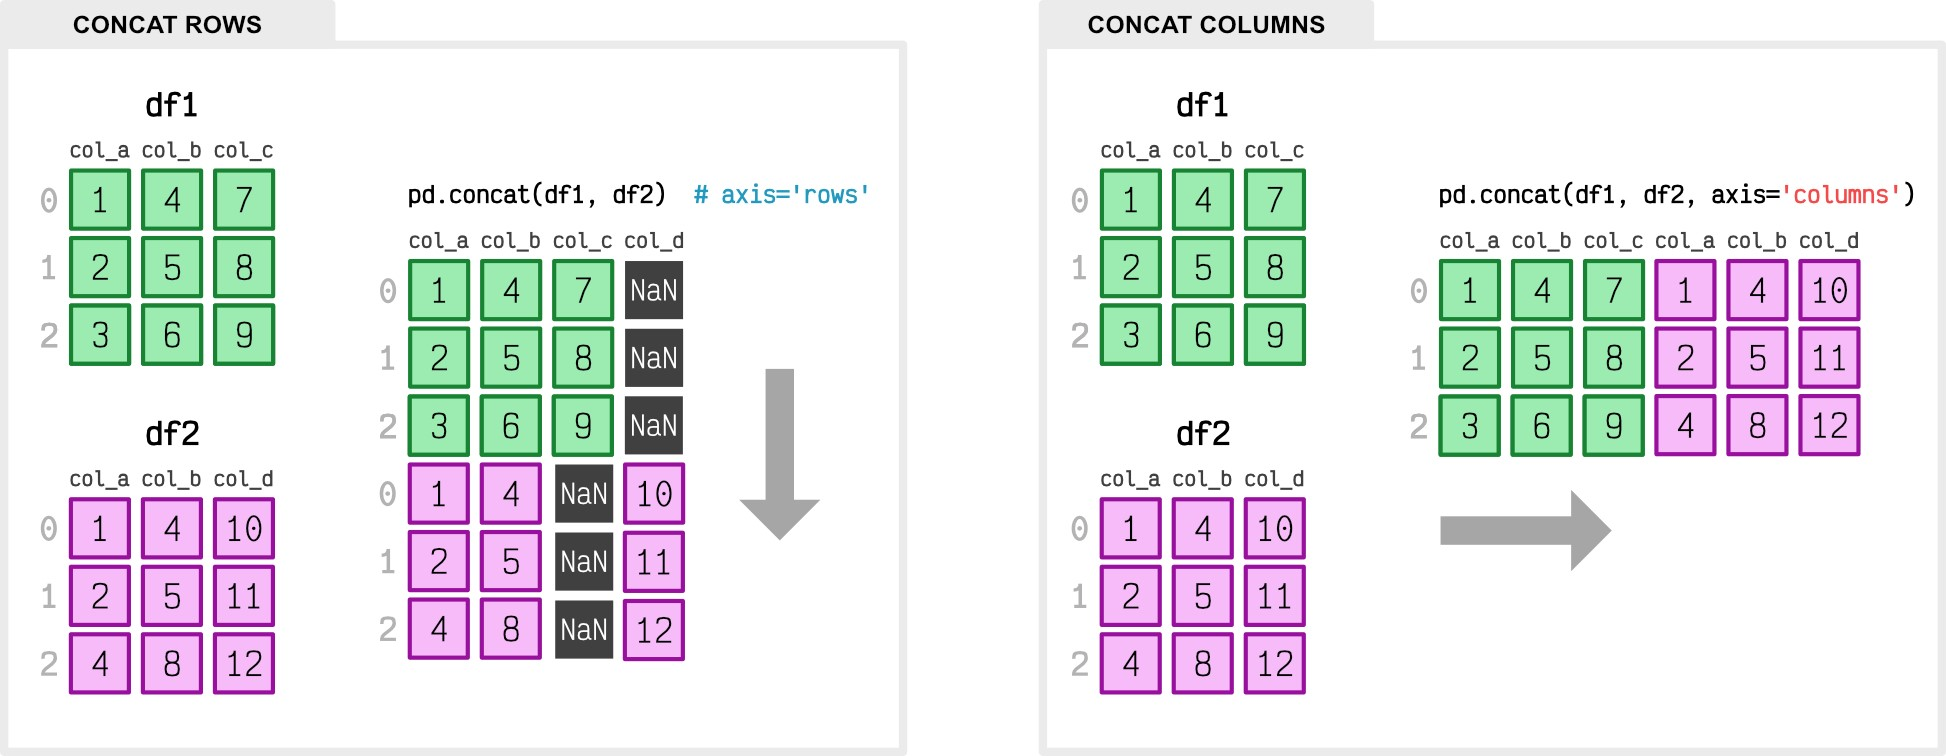 CONCAT ROWS
df1
col_a col_b col_c
0 1 4 7
1 2 5 8
2 3 6 9
df2
col_a col_b col_d
0 1 4 10
1 2 5 11
2 4 8 12
pd.concat(df1, df2) # axis='rows'
col_a col_b col_c col_d
0 1 4 7 NaN
1 2 5 8 NaN
2 3 6 9 NaN
0 1 4 NaN 10
1 2 5 NaN 11
2 4 8 NaN 12
CONCAT COLUMNS
df1
col_a col_b col_c
0 1 4 7
1 2 5 8
2 3 6 9
df2
col_a col_b col_d
0 1 4 10
1 2 5 11
2 4 8 12
pd.concat(df1, df2, axis='columns')
col_a col_b col_c col_a col_b col_d
0 1 4 7 1 4 10
1 2 5 8 2 5 11
2 3 6 9 4 8 12